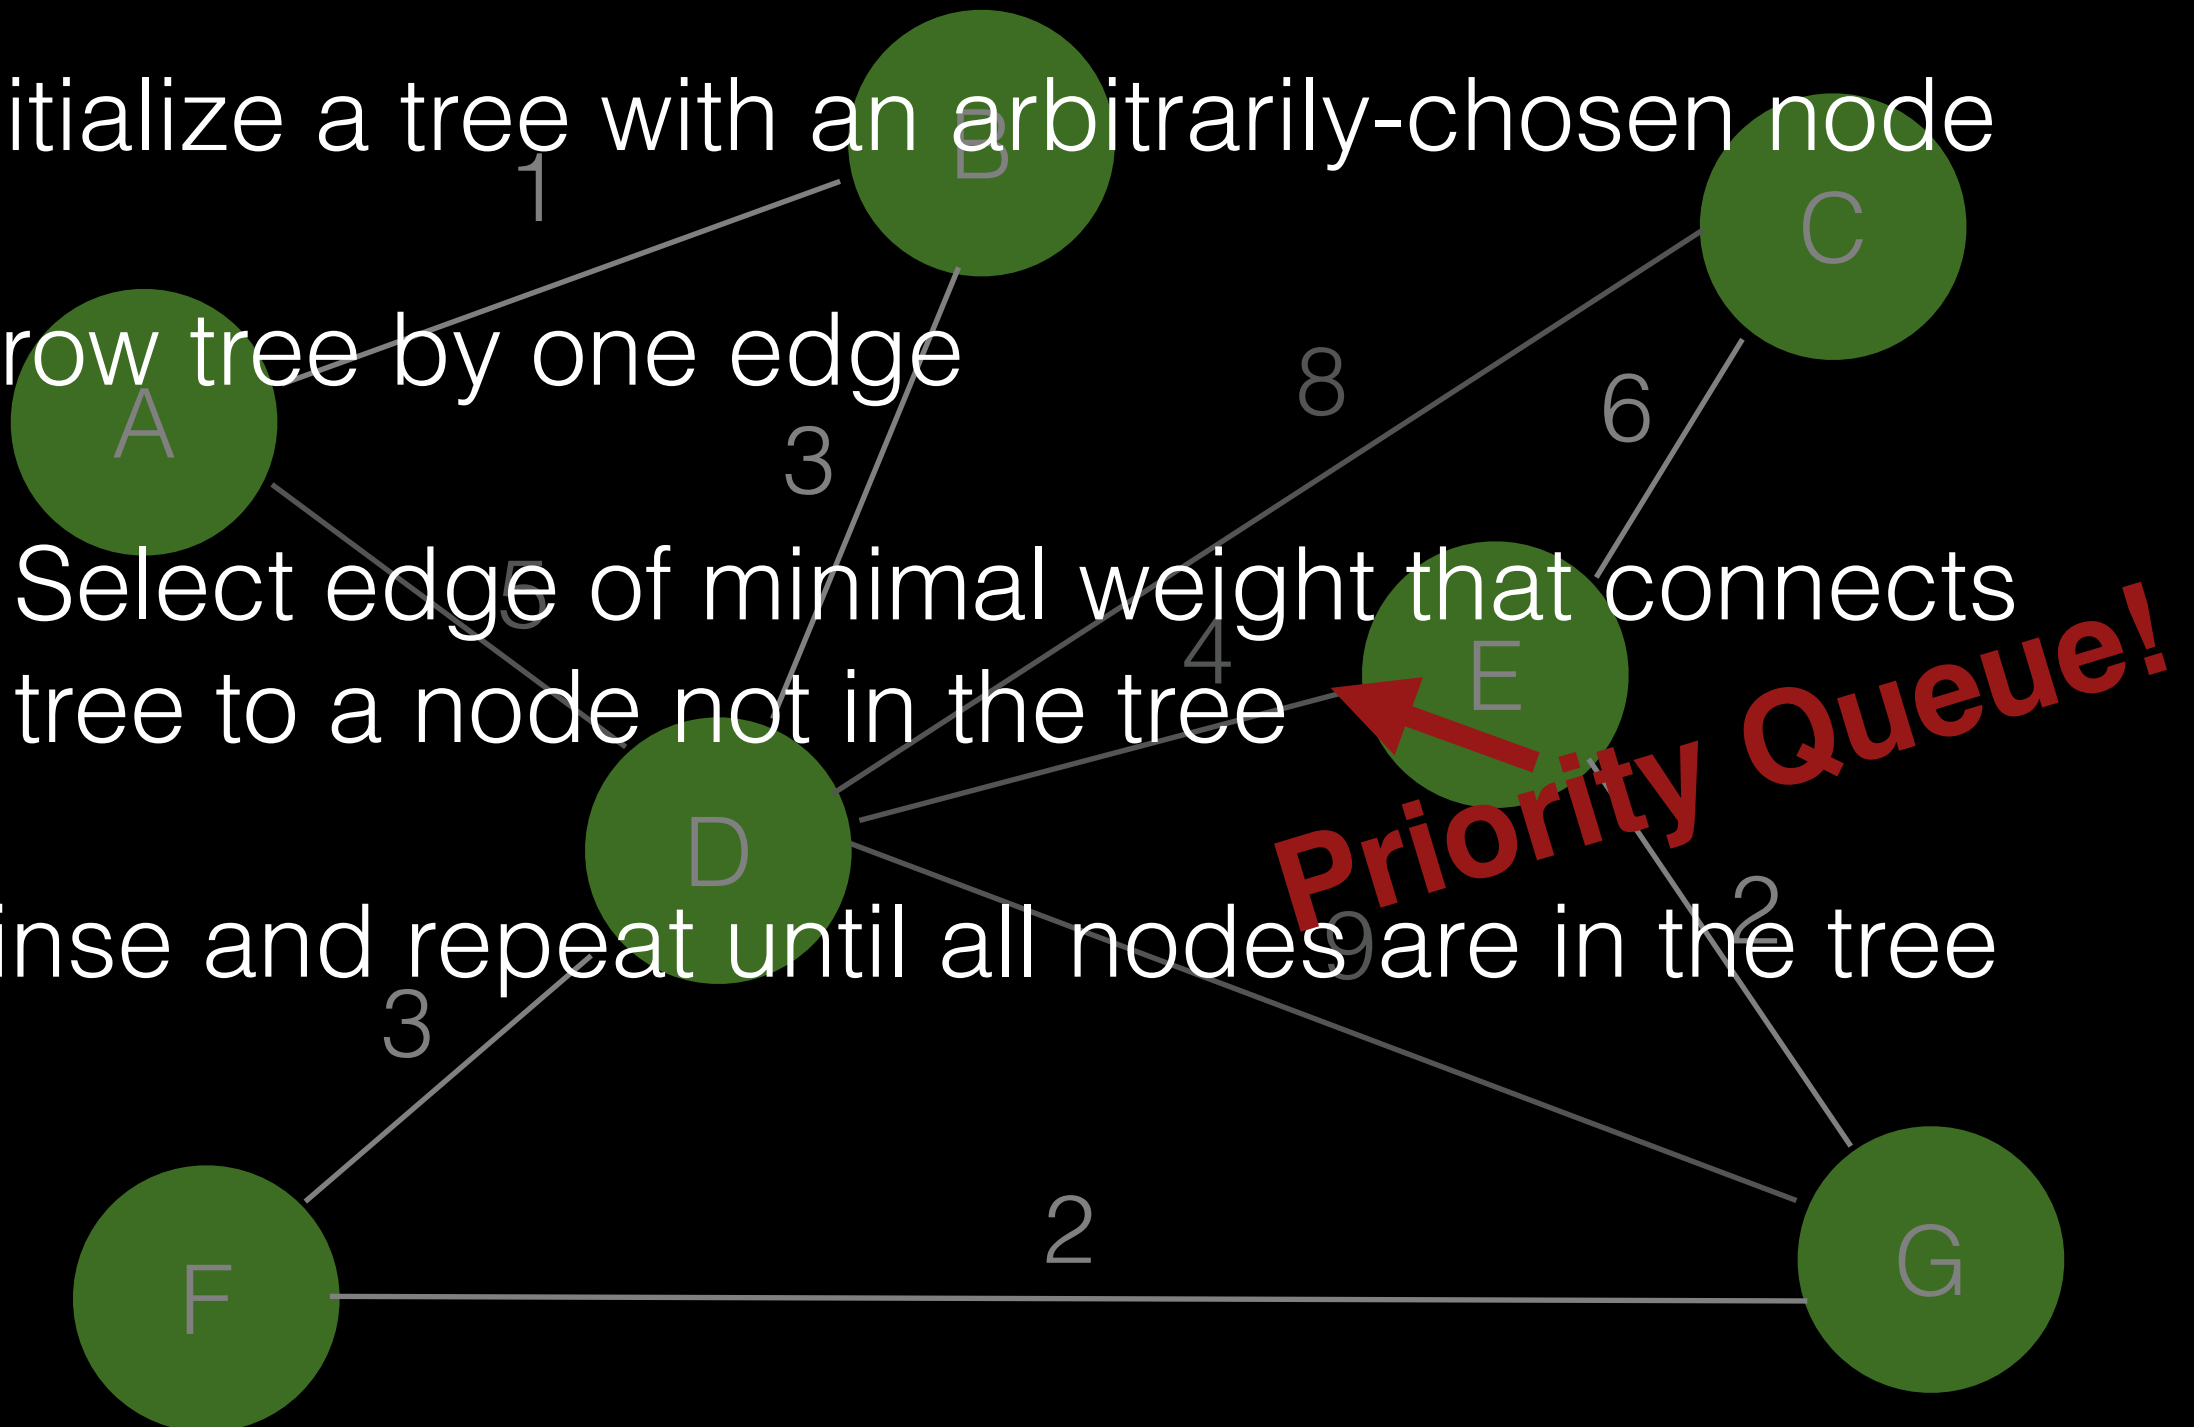 itialize a tree with an arbitrarily-chosen node
B
1
C
row tree by one edge
A
8
6
3
Select edge of minimal weight that connects
5
4
E
tree to a node not in the tree
Priority Queue!
D
2
inse and repeat until all nodes are in the tree
9
3
2
F
G